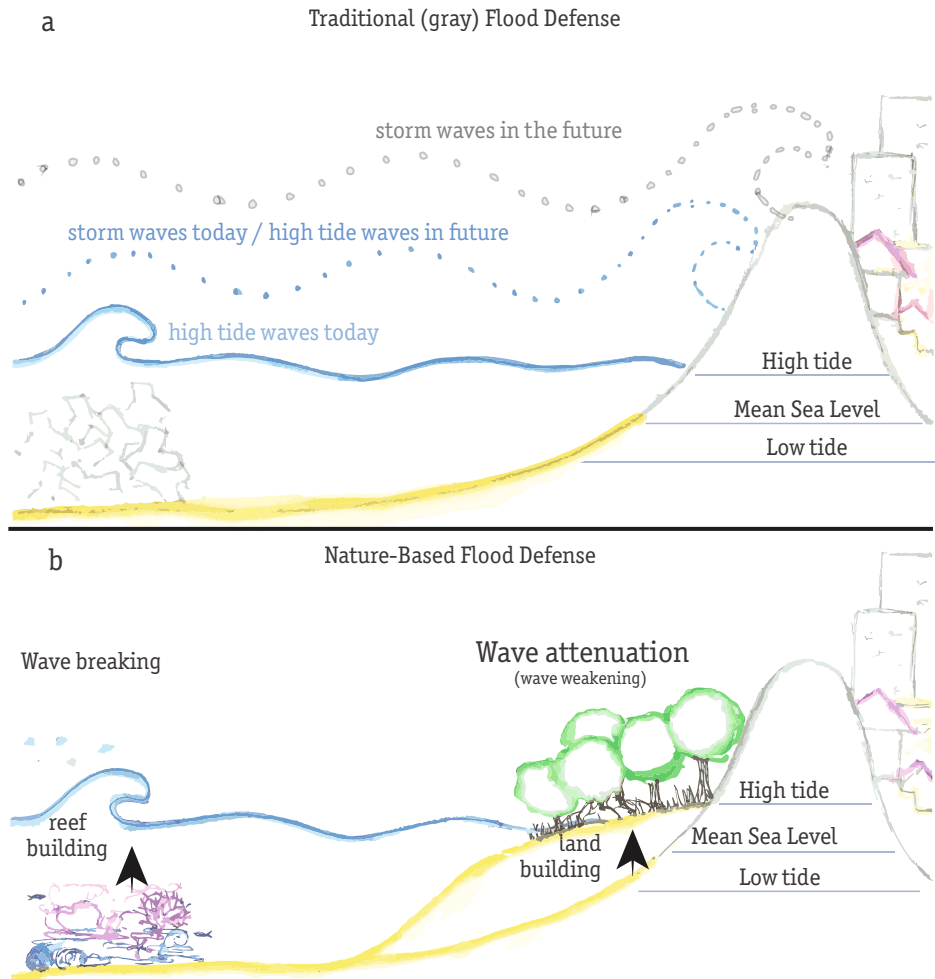 a
Traditional (gray) Flood Defense
storm waves in the future
storm waves today / high tide waves in future
high tide waves today
High tide
Mean Sea Level
Low tide
b
Nature-Based Flood Defense
Wave breaking
Wave attenuation
(wave weakening)
reef
building
land
building
High tide
Mean Sea Level
Low tide